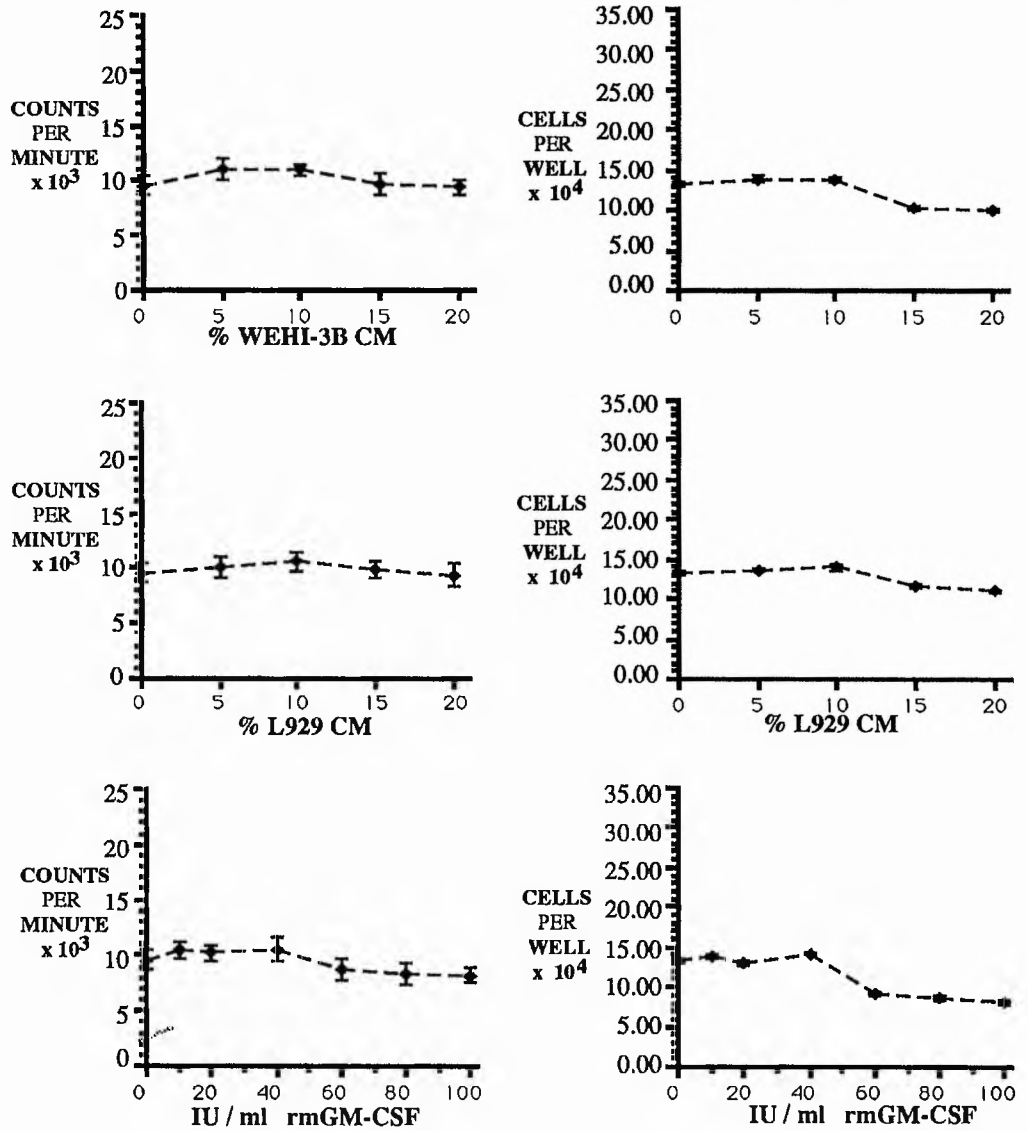 25
20
15
10
5
0
COUNTS
PER
MINUTE
x 10³
0 5 10 15 20
% WEHI-3B CM
35.00
30.00
25.00
20.00
15.00
10.00
5.00
0.00
CELLS
PER
WELL
x 10⁴
0 5 10 15 20
25
20
15
10
5
0
COUNTS
PER
MINUTE
x 10³
0 5 10 15 20
% L929 CM
35.00
30.00
25.00
20.00
15.00
10.00
5.00
0.00
CELLS
PER
WELL
x 10⁴
0 5 10 15 20
% L929 CM
25
20
15
10
5
0
COUNTS
PER
MINUTE
x 10³
0 20 40 60 80 100
IU / ml rmGM-CSF
35.00
30.00
25.00
20.00
15.00
10.00
5.00
0.00
CELLS
PER
WELL
x 10⁴
0 20 40 60 80 100
IU / ml rmGM-CSF